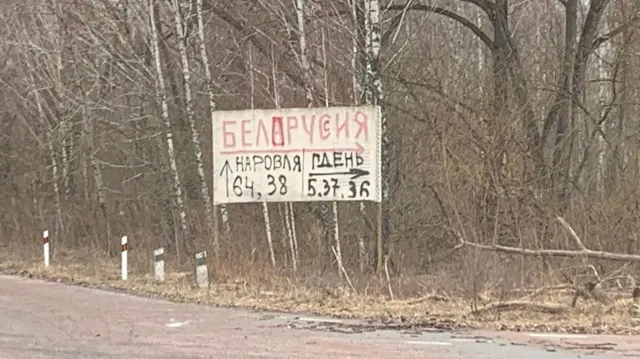 БЕЛАРУСИЯ
НАРОВЛЯ ГДЕНЬ
64, 38 5.37.36